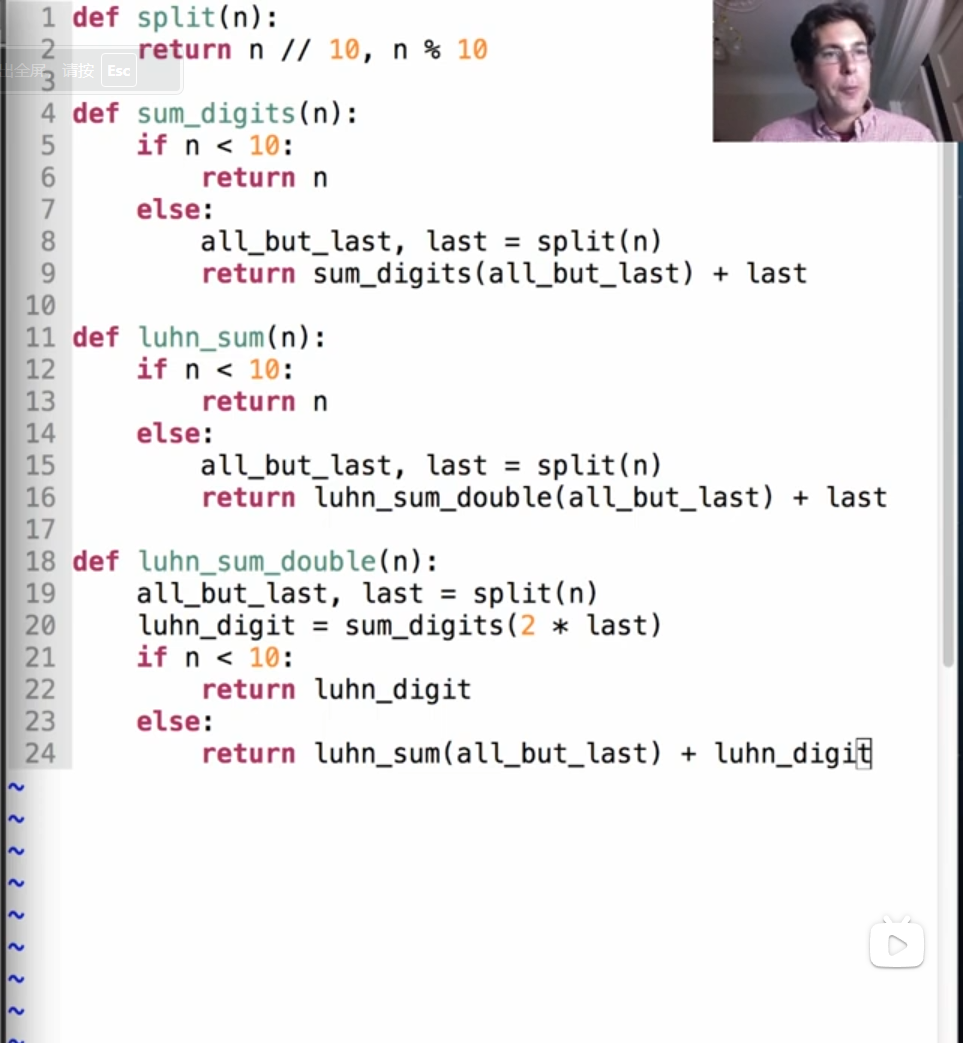 1 def split(n):
2     return n // 10, n % 10
出全屏 请按 Esc
3
4 def sum_digits(n):
5     if n < 10:
6         return n
7     else:
8         all_but_last, last = split(n)
9         return sum_digits(all_but_last) + last
10
11 def luhn_sum(n):
12     if n < 10:
13         return n
14     else:
15         all_but_last, last = split(n)
16         return luhn_sum_double(all_but_last) + last
17
18 def luhn_sum_double(n):
19     all_but_last, last = split(n)
20     luhn_digit = sum_digits(2 * last)
21     if n < 10:
22         return luhn_digit
23     else:
24         return luhn_sum(all_but_last) + luhn_digit
~
~
~
~
~
~
~
~
~